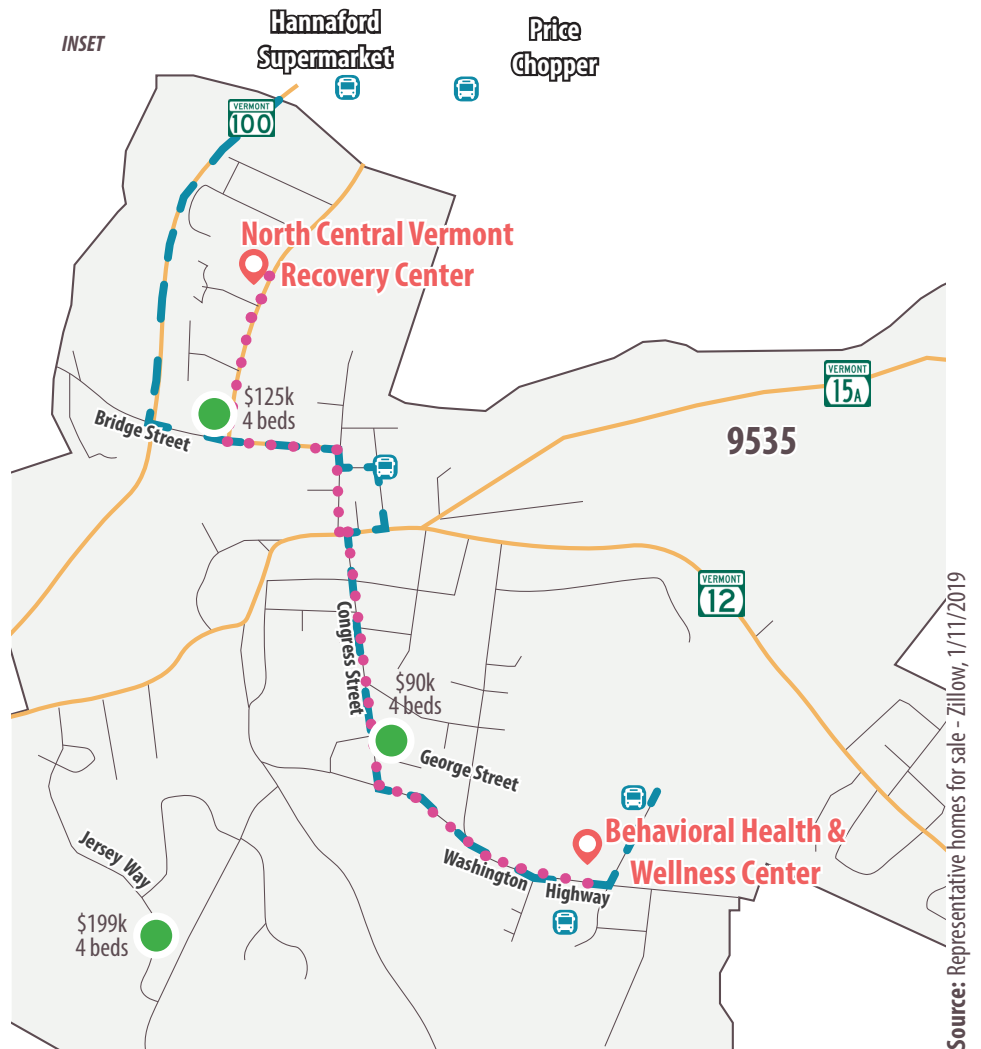 INSET
Hannaford
Supermarket
Price
Chopper
VERMONT
100
North Central Vermont
Recovery Center
VERMONT
15A
$125k
4 beds
Bridge Street
9535
VERMONT
12
Congress Street
$90k
4 beds
George Street
Behavioral Health &
Wellness Center
Washington Highway
Jersey Way
$199k
4 beds
Source: Representative homes for sale - Zillow, 1/11/2019